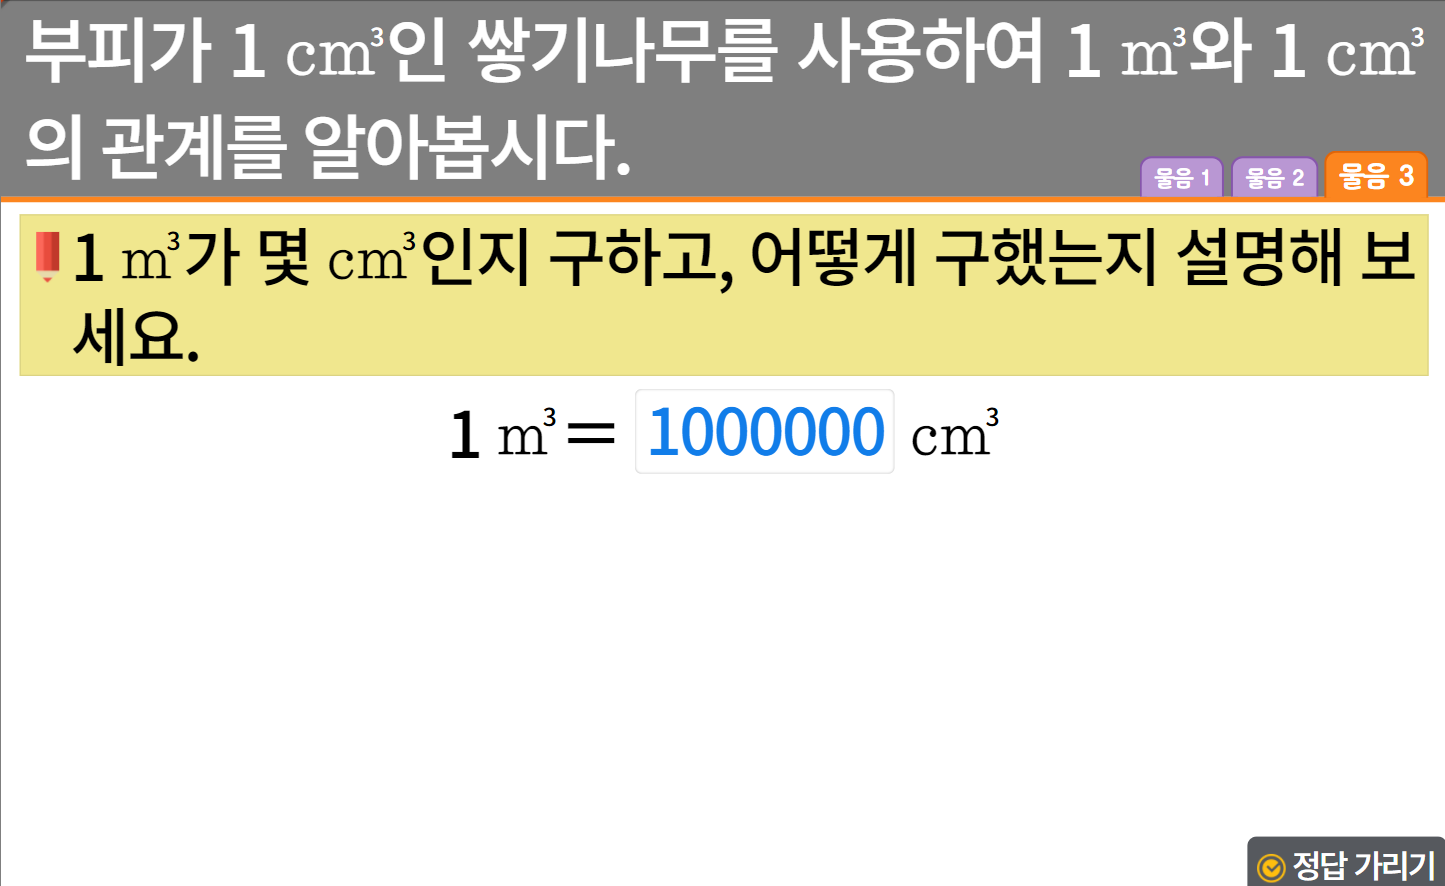 부피가 1 cm³인 쌓기나무를 사용하여 1 m³와 1 cm³
의 관계를 알아봅시다.
물음 1 물음 2 물음 3
1 m³가 몇 cm³인지 구하고, 어떻게 구했는지 설명해 보
세요.
1 m³= 1000000 cm³
정답 가리기